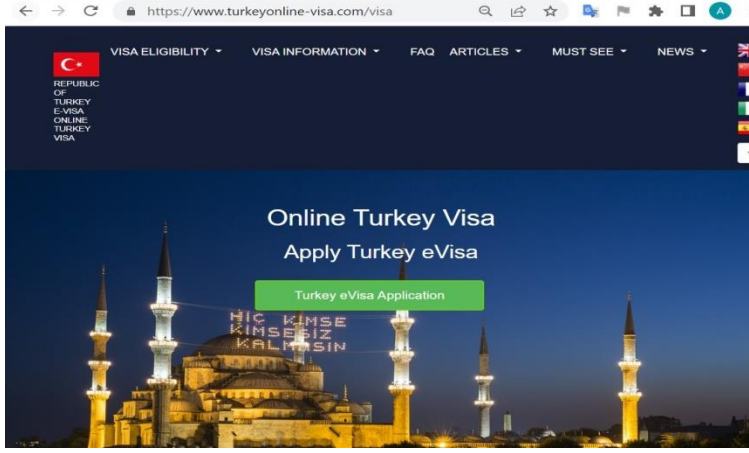 https://www.turkeyonline-visa.com/visa
A
VISA ELIGIBILITY
VISA INFORMATION
FAQ
ARTICLES
MUST SEE
NEWS
REPUBLIC
OF
TURKEY
E-VISA
ONLINE
TURKEY
VISA
Online Turkey Visa
Apply Turkey eVisa
Turkey eVisa Application
HİÇ KİMSE
KİMSESİZ
KALMASIN